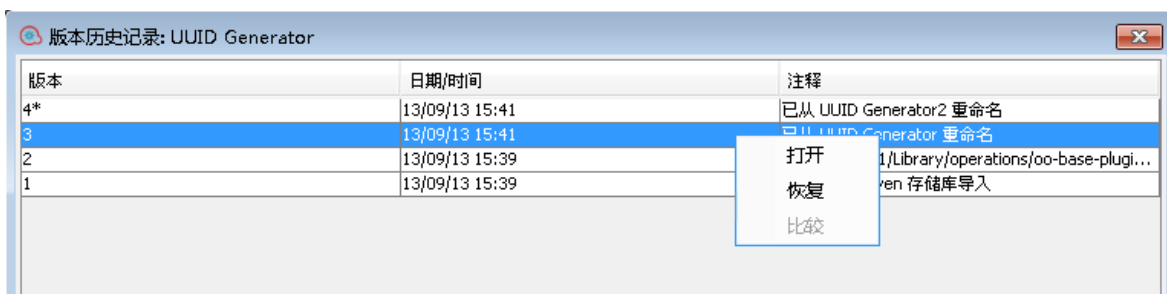 版本历史记录: UUID Generator
版本 日期/时间 注释
4* 13/09/13 15:41 已从 UUID Generator2 重命名
3 13/09/13 15:41 已从 UUID Generator 重命名
2 13/09/13 15:39 1/Library/operations/oo-base-plugi...
1 13/09/13 15:39 ven 存储库导入
打开
恢复
比较